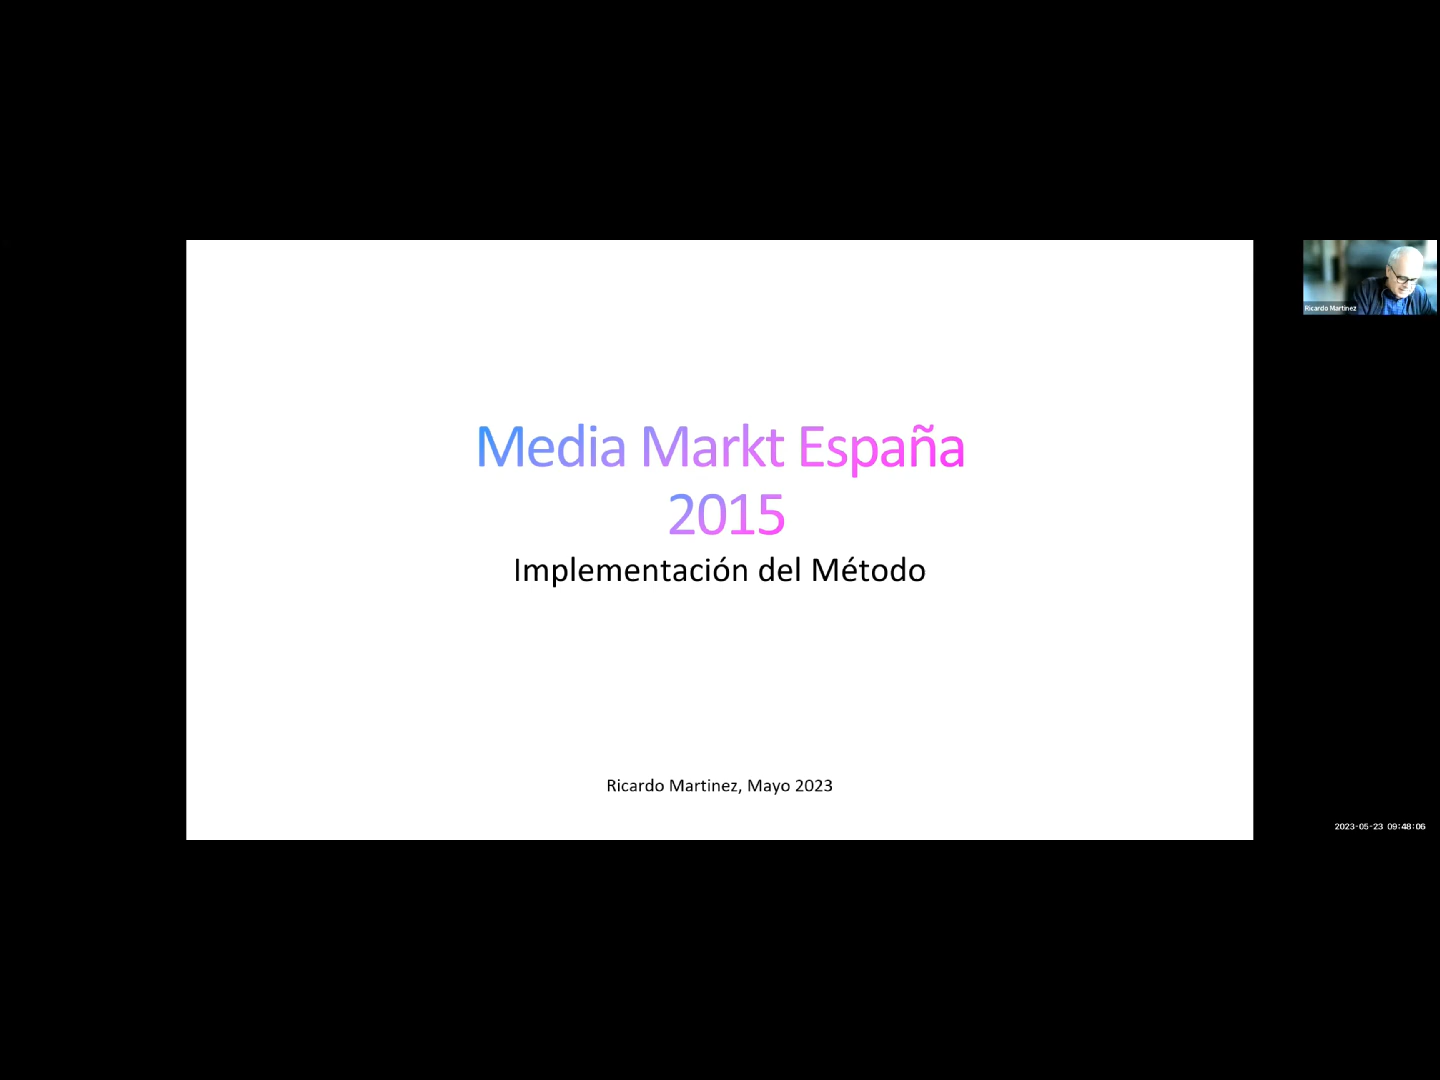 Media Markt España
2015
Implementación del Método
Ricardo Martinez, Mayo 2023
Ricardo Martinez
2023-05-23 09:48:06